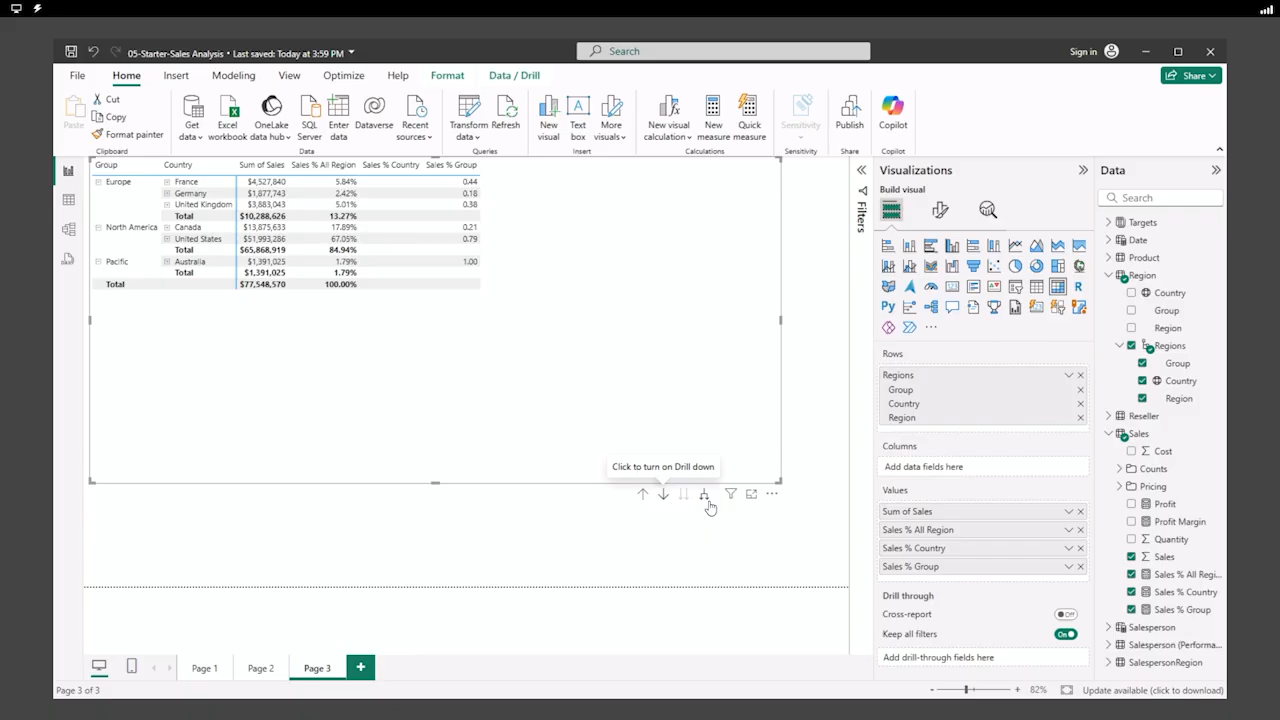 05-Starter-Sales Analysis • Last saved: Today at 3:59 PM
Search
Sign in
File Home Insert Modeling View Optimize Help Format Data / Drill
Share
Paste
Cut
Copy
Format painter
Get data
Excel workbook
OneLake data hub
SQL Server
Enter data
Dataverse
Recent sources
Transform data
Refresh
New visual
Text box
More visuals
New visual calculation
New measure
Quick measure
Sensitivity
Publish
Copilot
Clipboard Data Queries Insert Calculations Sensitivity Share Copilot
Group Country Sum of Sales Sales % All Region Sales % Country Sales % Group
Europe France $4,527,840 5.84% 0.44
Germany $1,877,743 2.42% 0.18
United Kingdom $3,883,043 5.01% 0.38
Total $10,288,626 13.27%
North America Canada $13,875,633 17.89% 0.21
United States $51,993,286 67.05% 0.79
Total $65,868,919 84.94%
Pacific Australia $1,391,025 1.79% 1.00
Total $1,391,025 1.79%
Total $77,548,570 100.00%
Click to turn on Drill down
Filters
Visualizations
Build visual
R
Py
Rows
Regions
Group
Country
Region
Columns
Add data fields here
Values
Sum of Sales
Sales % All Region
Sales % Country
Sales % Group
Drill through
Cross-report
Off
Keep all filters
On
Add drill-through fields here
Data
Search
Targets
Date
Product
Region
Country
Group
Region
Regions
Group
Country
Region
Reseller
Sales
Cost
Counts
Pricing
Profit
Profit Margin
Quantity
Sales
Sales % All Regi...
Sales % Country
Sales % Group
Salesperson
Salesperson (Performa...
SalespersonRegion
Page 1 Page 2 Page 3
Page 3 of 3
82%
Update available (click to download)